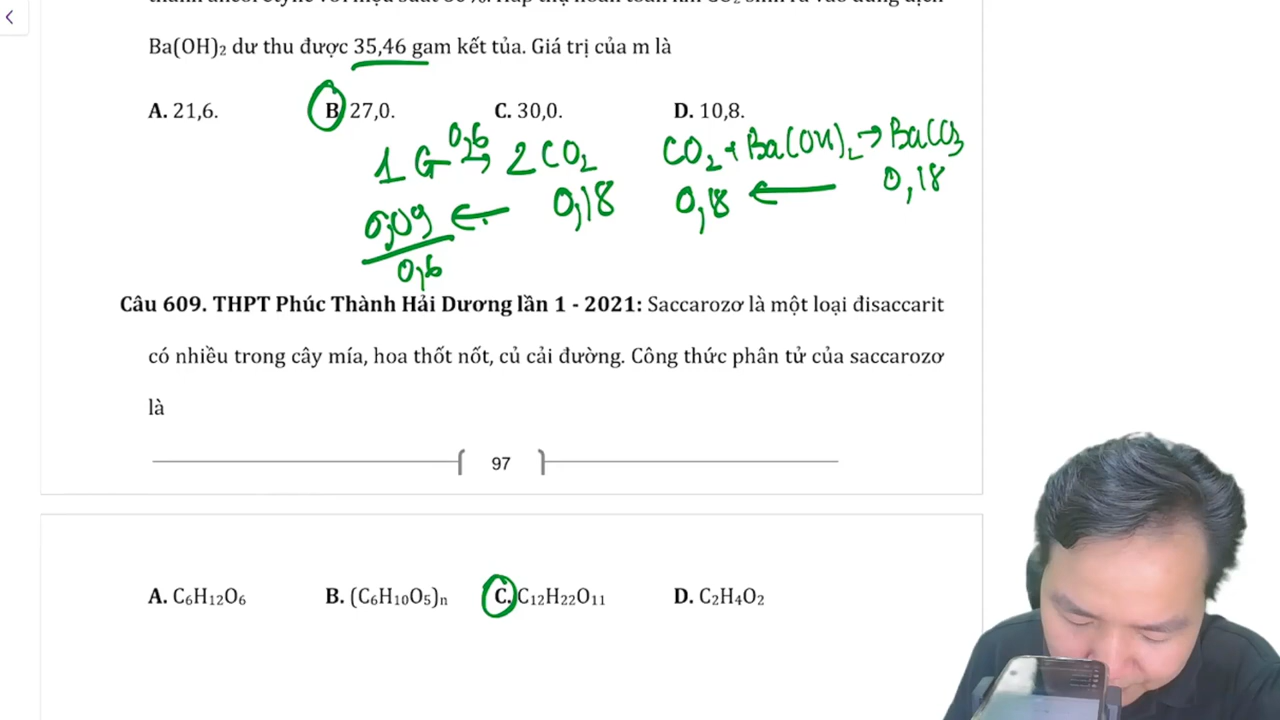 Ba(OH)₂ dư thu được 35,46 gam kết tủa. Giá trị của m là
A. 21,6. B. 27,0. C. 30,0. D. 10,8.
1 G 0,6 → 2 CO₂ CO₂ + Ba(OH)₂ → BaCO₃
0,09 ← 0,18 0,18 ← 0,18
0,6
Câu 609. THPT Phúc Thành Hải Dương lần 1 - 2021: Saccarozơ là một loại disaccarit
có nhiều trong cây mía, hoa thốt nốt, củ cải đường. Công thức phân tử của saccarozơ
là
97
A. C₆H₁₂O₆ B. (C₆H₁₀O₅)ₙ C. C₁₂H₂₂O₁₁ D. C₂H₄O₂